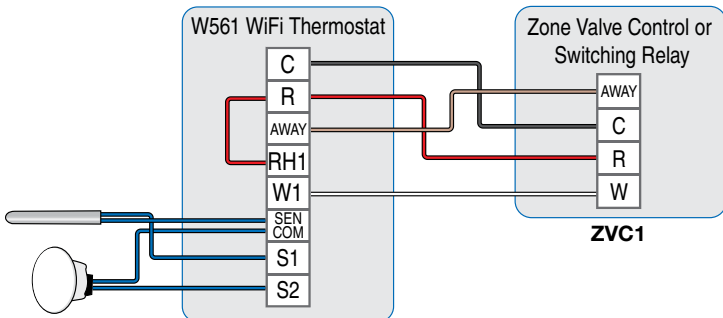 W561 WiFi Thermostat
C
R
AWAY
RH1
W1
SEN
COM
S1
S2
Zone Valve Control or
Switching Relay
AWAY
C
R
W
ZVC1